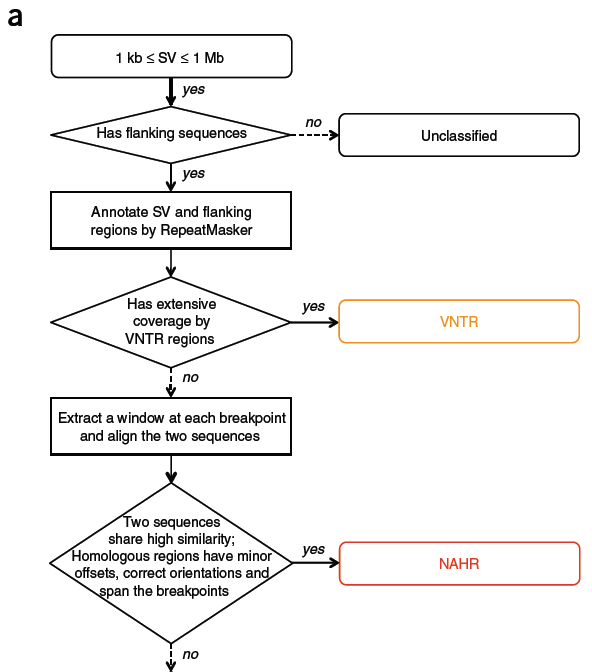 a
1 kb ≤ SV ≤ 1 Mb
yes
Has flanking sequences
no
Unclassified
yes
Annotate SV and flanking
regions by RepeatMasker
Has extensive
coverage by
VNTR regions
yes
VNTR
no
Extract a window at each breakpoint
and align the two sequences
Two sequences
share high similarity;
Homologous regions have minor
offsets, correct orientations and
span the breakpoints
yes
NAHR
no